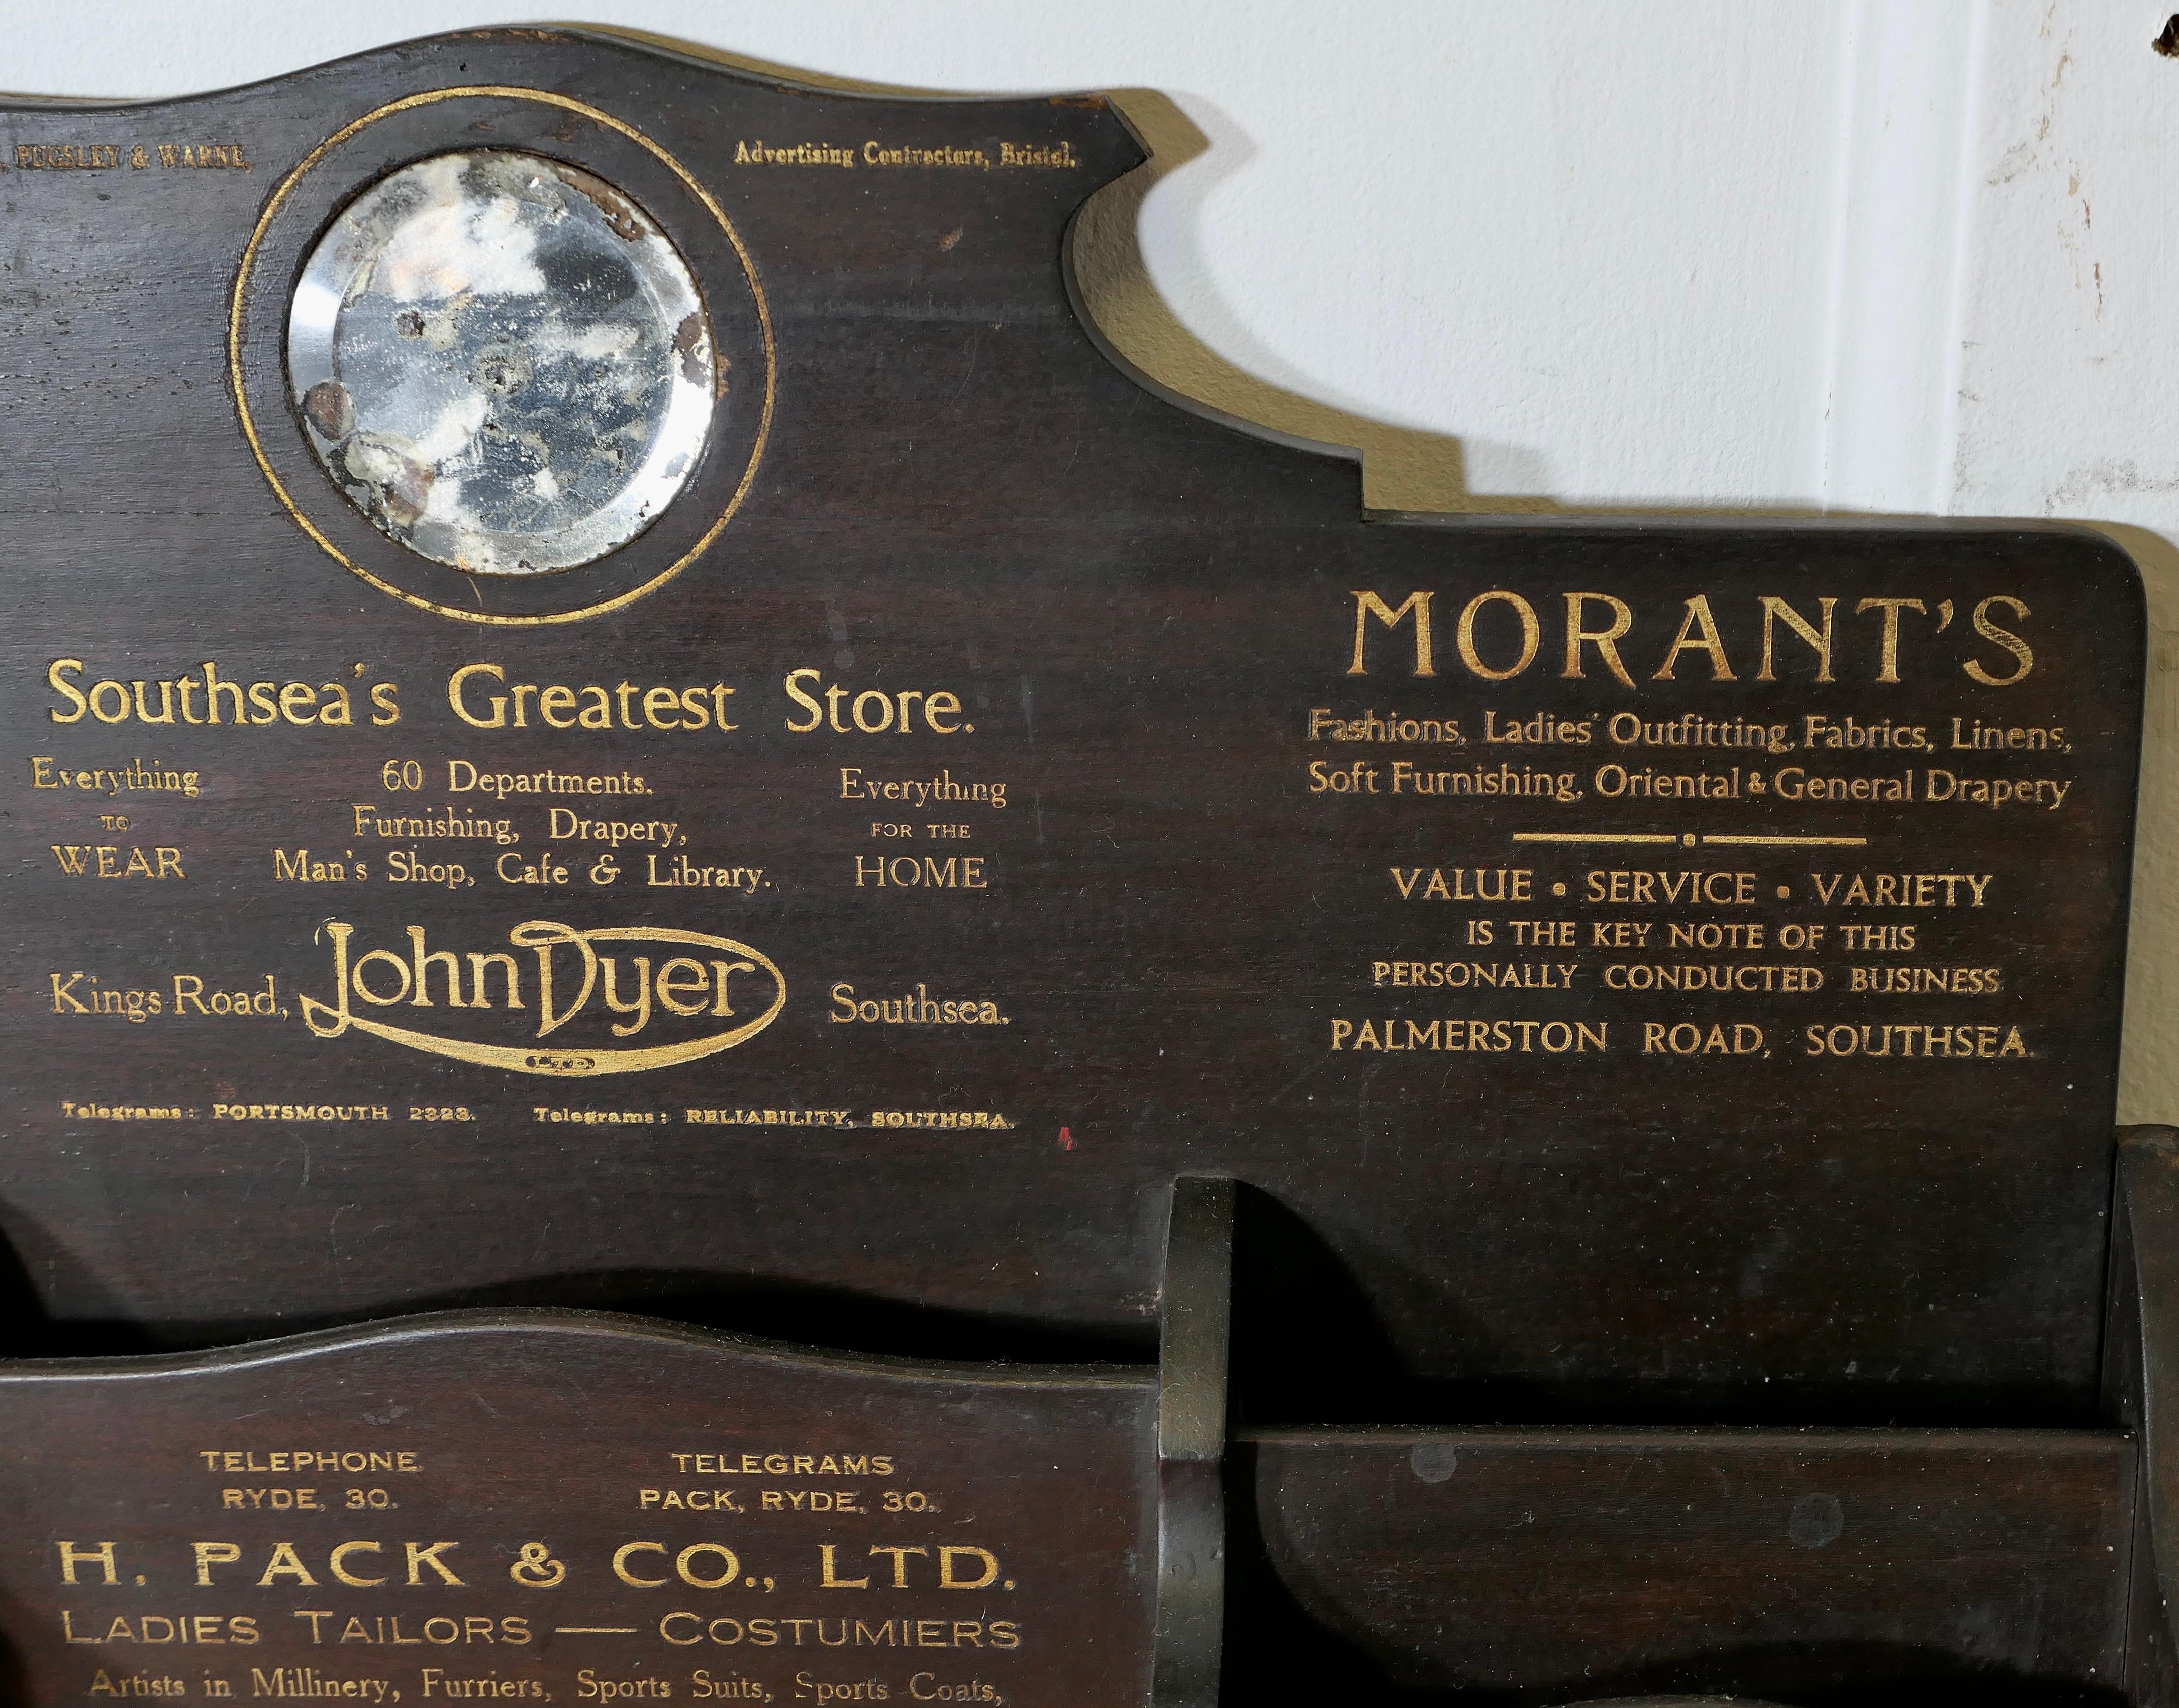 PUGSLEY & WARNE,
Advertising Contractors, Bristol.
Southsea's Greatest Store.
Everything
TO
WEAR
60 Departments.
Furnishing, Drapery,
Man's Shop, Cafe & Library.
Everything
FOR THE
HOME
Kings Road, John Dyer Southsea.
LTD.
Telegrams: PORTSMOUTH 2323. Telegrams: RELIABILITY, SOUTHSEA.
MORANT'S
Fashions, Ladies' Outfitting, Fabrics, Linens,
Soft Furnishing, Oriental & General Drapery
VALUE • SERVICE • VARIETY
IS THE KEY NOTE OF THIS
PERSONALLY CONDUCTED BUSINESS
PALMERSTON ROAD, SOUTHSEA.
TELEPHONE
RYDE, 30.
TELEGRAMS
PACK, RYDE, 30.
H. PACK & CO., LTD.
LADIES TAILORS — COSTUMIERS
Artists in Millinery, Furriers, Sports Suits, Sports Coats,